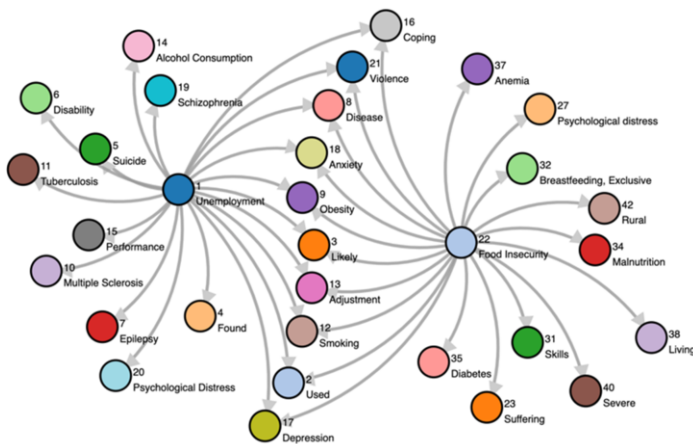 16
Coping
14
Alcohol Consumption
21
Violence
37
Anemia
19
Schizophrenia
6
Disability
8
Disease
27
Psychological distress
5
Suicide
18
Anxiety
11
Tuberculosis
32
Breastfeeding, Exclusive
1
Unemployment
9
Obesity
42
Rural
15
Performance
3
Likely
22
Food Insecurity
34
Malnutrition
10
Multiple Sclerosis
13
Adjustment
4
Found
7
Epilepsy
12
Smoking
31
Skills
38
Living
35
Diabetes
20
Psychological Distress
2
Used
40
Severe
23
Suffering
17
Depression